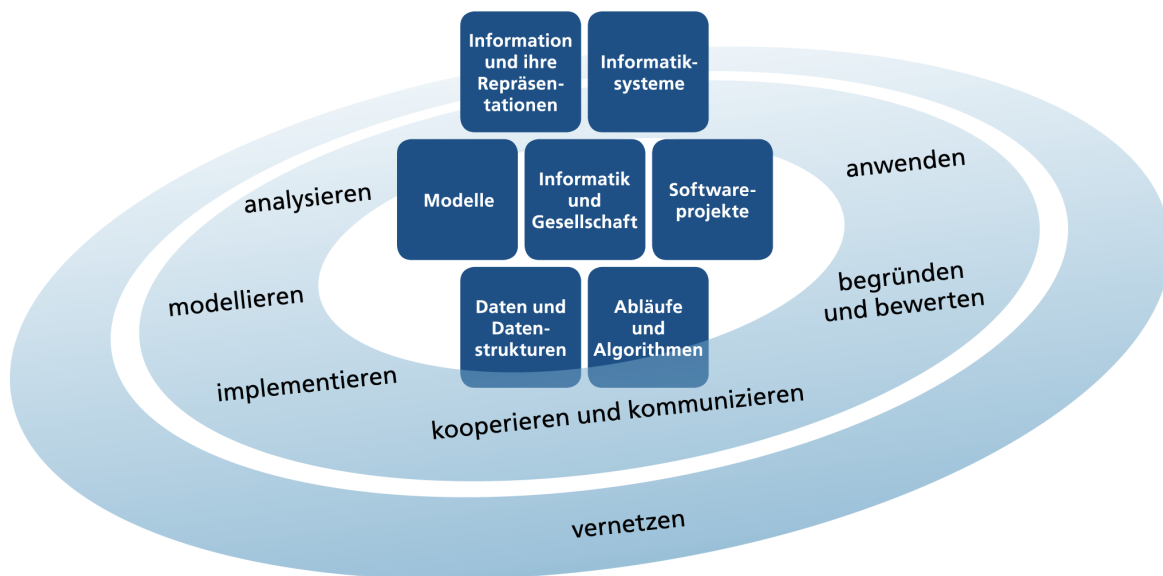 Information
und ihre
Repräsen-
tationen
Informatik-
systeme
Modelle
Informatik
und
Gesellschaft
Software-
projekte
Daten und
Daten-
strukturen
Abläufe
und
Algorithmen
analysieren
modellieren
implementieren
kooperieren und kommunizieren
anwenden
begründen
und bewerten
vernetzen